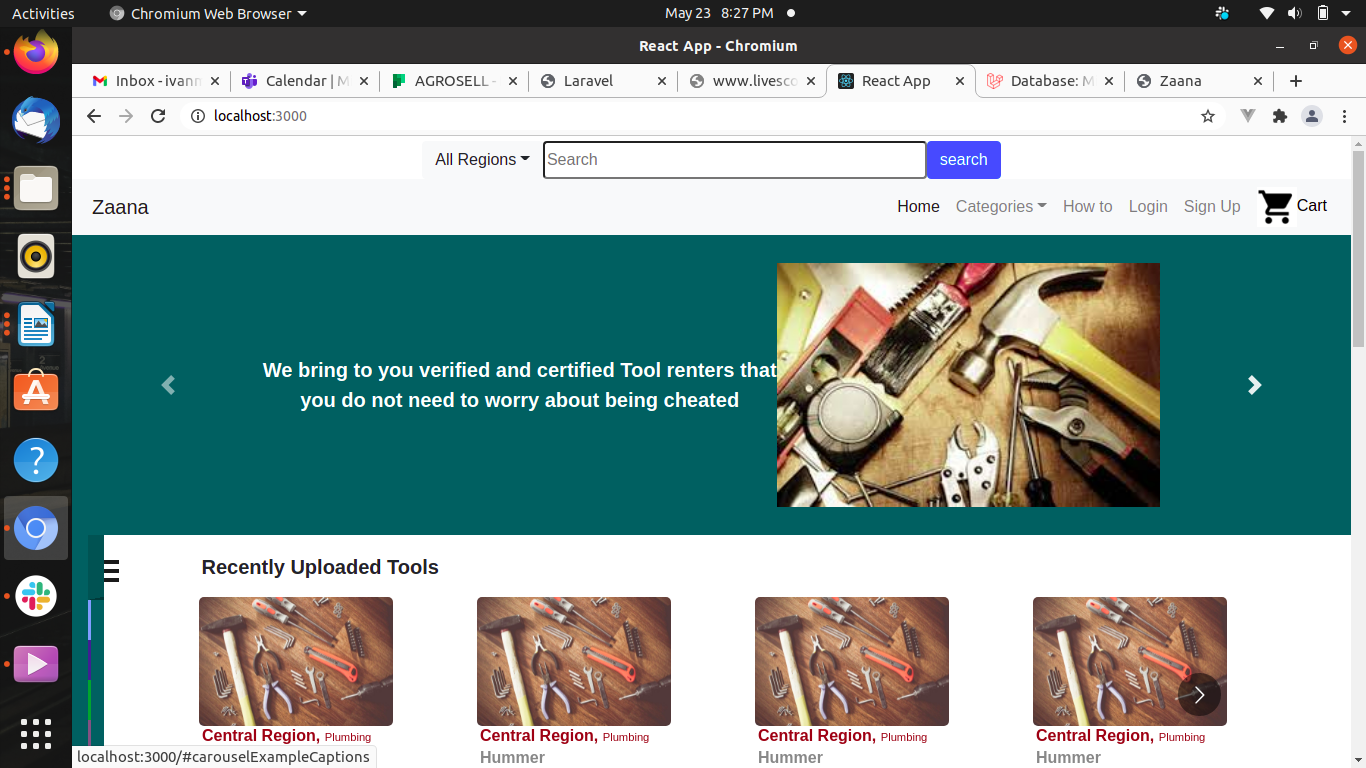 Activities Chromium Web Browser May 23 8:27 PM
React App - Chromium
Inbox - ivann Calendar | M AGROSELL - Laravel www.livesco React App Database: M Zaana
localhost:3000
All Regions Search search
Zaana Home Categories How to Login Sign Up Cart
We bring to you verified and certified Tool renters that
you do not need to worry about being cheated
Recently Uploaded Tools
Central Region, Plumbing Central Region, Plumbing Central Region, Plumbing Central Region, Plumbing
Hummer Hummer Hummer
localhost:3000/#carouselExampleCaptions